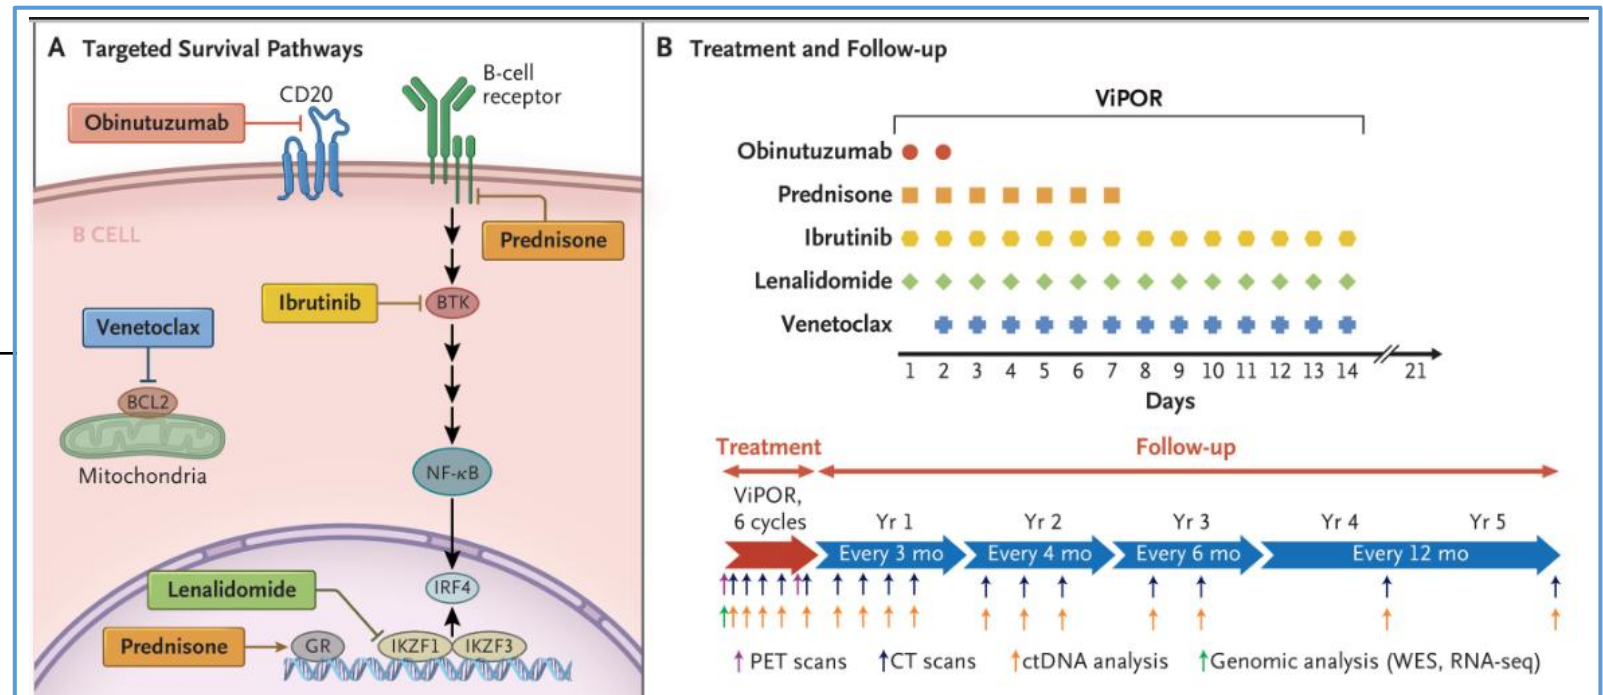 A Targeted Survival Pathways
CD20
B-cell
receptor
Obinutuzumab
B CELL
Prednisone
Ibrutinib
BTK
Venetoclax
BCL2
Mitochondria
NF-κB
Lenalidomide
IRF4
Prednisone
GR
IKZF1
IKZF3
B Treatment and Follow-up
ViPOR
Obinutuzumab
Prednisone
Ibrutinib
Lenalidomide
Venetoclax
1 2 3 4 5 6 7 8 9 10 11 12 13 14 21
Days
Treatment Follow-up
ViPOR,
6 cycles Yr 1 Yr 2 Yr 3 Yr 4 Yr 5
Every 3 mo Every 4 mo Every 6 mo Every 12 mo
PET scans CT scans ctDNA analysis Genomic analysis (WES, RNA-seq)